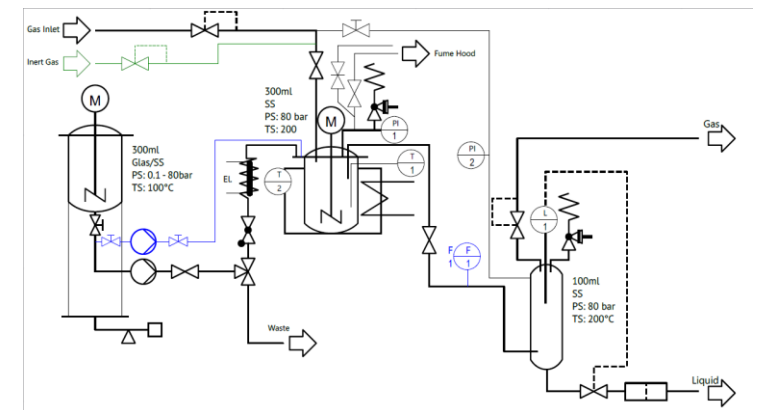 Gas Inlet
Inert Gas
Fume Hood
M
300ml
Glas/SS
PS: 0.1 - 80bar
TS: 100°C
300ml
SS
PS: 80 bar
TS: 200
M
PI
1
T
1
T
2
EL
PI
2
Gas
L
1
F
1
F
1
100ml
SS
PS: 80 bar
TS: 200°C
Waste
Liquid